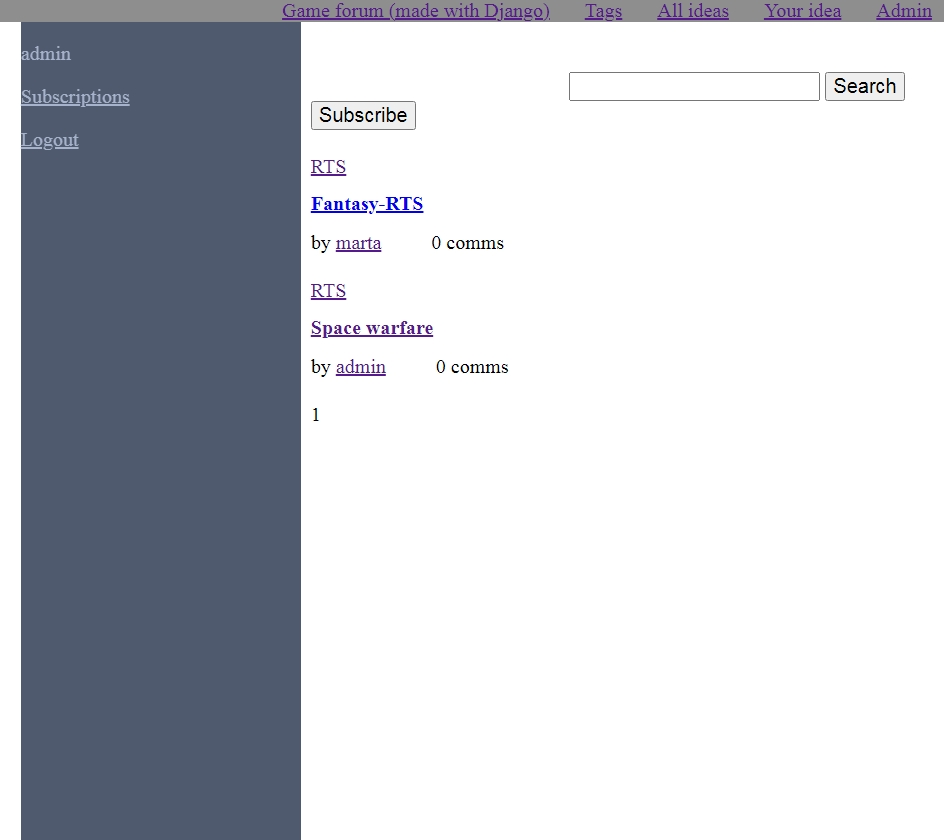 Game forum (made with Django) Tags All ideas Your idea Admin
admin
Subscriptions
Logout
Search
Subscribe
RTS
Fantasy-RTS
by marta 0 comms
RTS
Space warfare
by admin 0 comms
1